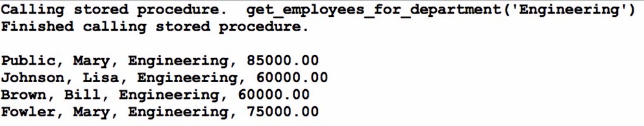 Calling stored procedure.  get_employees_for_department('Engineering')
Finished calling stored procedure.
Public, Mary, Engineering, 85000.00
Johnson, Lisa, Engineering, 60000.00
Brown, Bill, Engineering, 60000.00
Fowler, Mary, Engineering, 75000.00